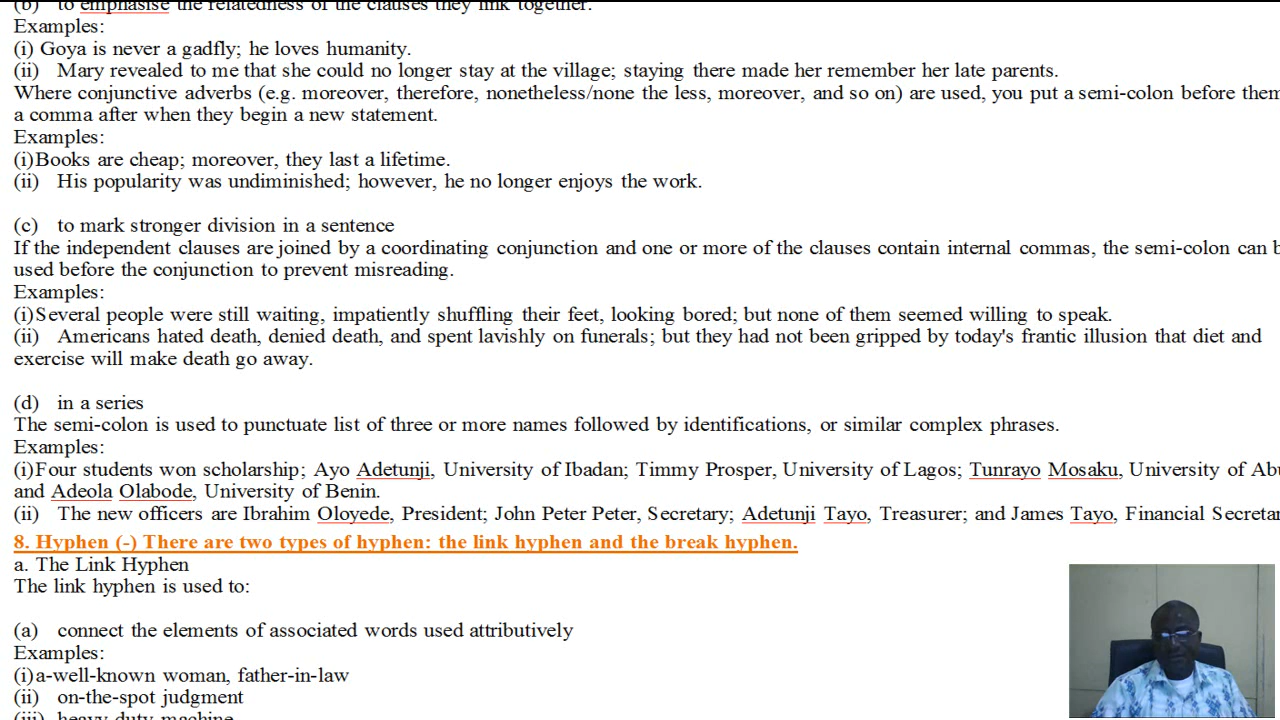 (b) to emphasise the relatedness of the clauses they link together.
Examples:
(i) Goya is never a gadfly; he loves humanity.
(ii) Mary revealed to me that she could no longer stay at the village; staying there made her remember her late parents.
Where conjunctive adverbs (e.g. moreover, therefore, nonetheless/none the less, moreover, and so on) are used, you put a semi-colon before them
a comma after when they begin a new statement.
Examples:
(i)Books are cheap; moreover, they last a lifetime.
(ii) His popularity was undiminished; however, he no longer enjoys the work.
(c) to mark stronger division in a sentence
If the independent clauses are joined by a coordinating conjunction and one or more of the clauses contain internal commas, the semi-colon can b
used before the conjunction to prevent misreading.
Examples:
(i)Several people were still waiting, impatiently shuffling their feet, looking bored; but none of them seemed willing to speak.
(ii) Americans hated death, denied death, and spent lavishly on funerals; but they had not been gripped by today's frantic illusion that diet and
exercise will make death go away.
(d) in a series
The semi-colon is used to punctuate list of three or more names followed by identifications, or similar complex phrases.
Examples:
(i)Four students won scholarship; Ayo Adetunji, University of Ibadan; Timmy Prosper, University of Lagos; Tunrayo Mosaku, University of Abu
and Adeola Olabode, University of Benin.
(ii) The new officers are Ibrahim Oloyede, President; John Peter Peter, Secretary; Adetunji Tayo, Treasurer; and James Tayo, Financial Secretar
8. Hyphen (-) There are two types of hyphen: the link hyphen and the break hyphen.
a. The Link Hyphen
The link hyphen is used to:
(a) connect the elements of associated words used attributively
Examples:
(i)a-well-known woman, father-in-law
(ii) on-the-spot judgment
(iii) heavy duty machine